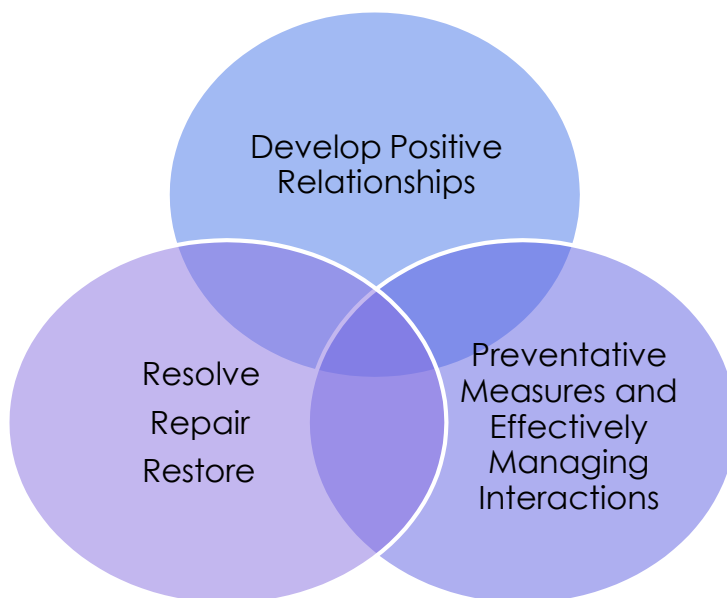 Develop Positive
Relationships
Resolve
Repair
Restore
Preventative
Measures and
Effectively
Managing
Interactions